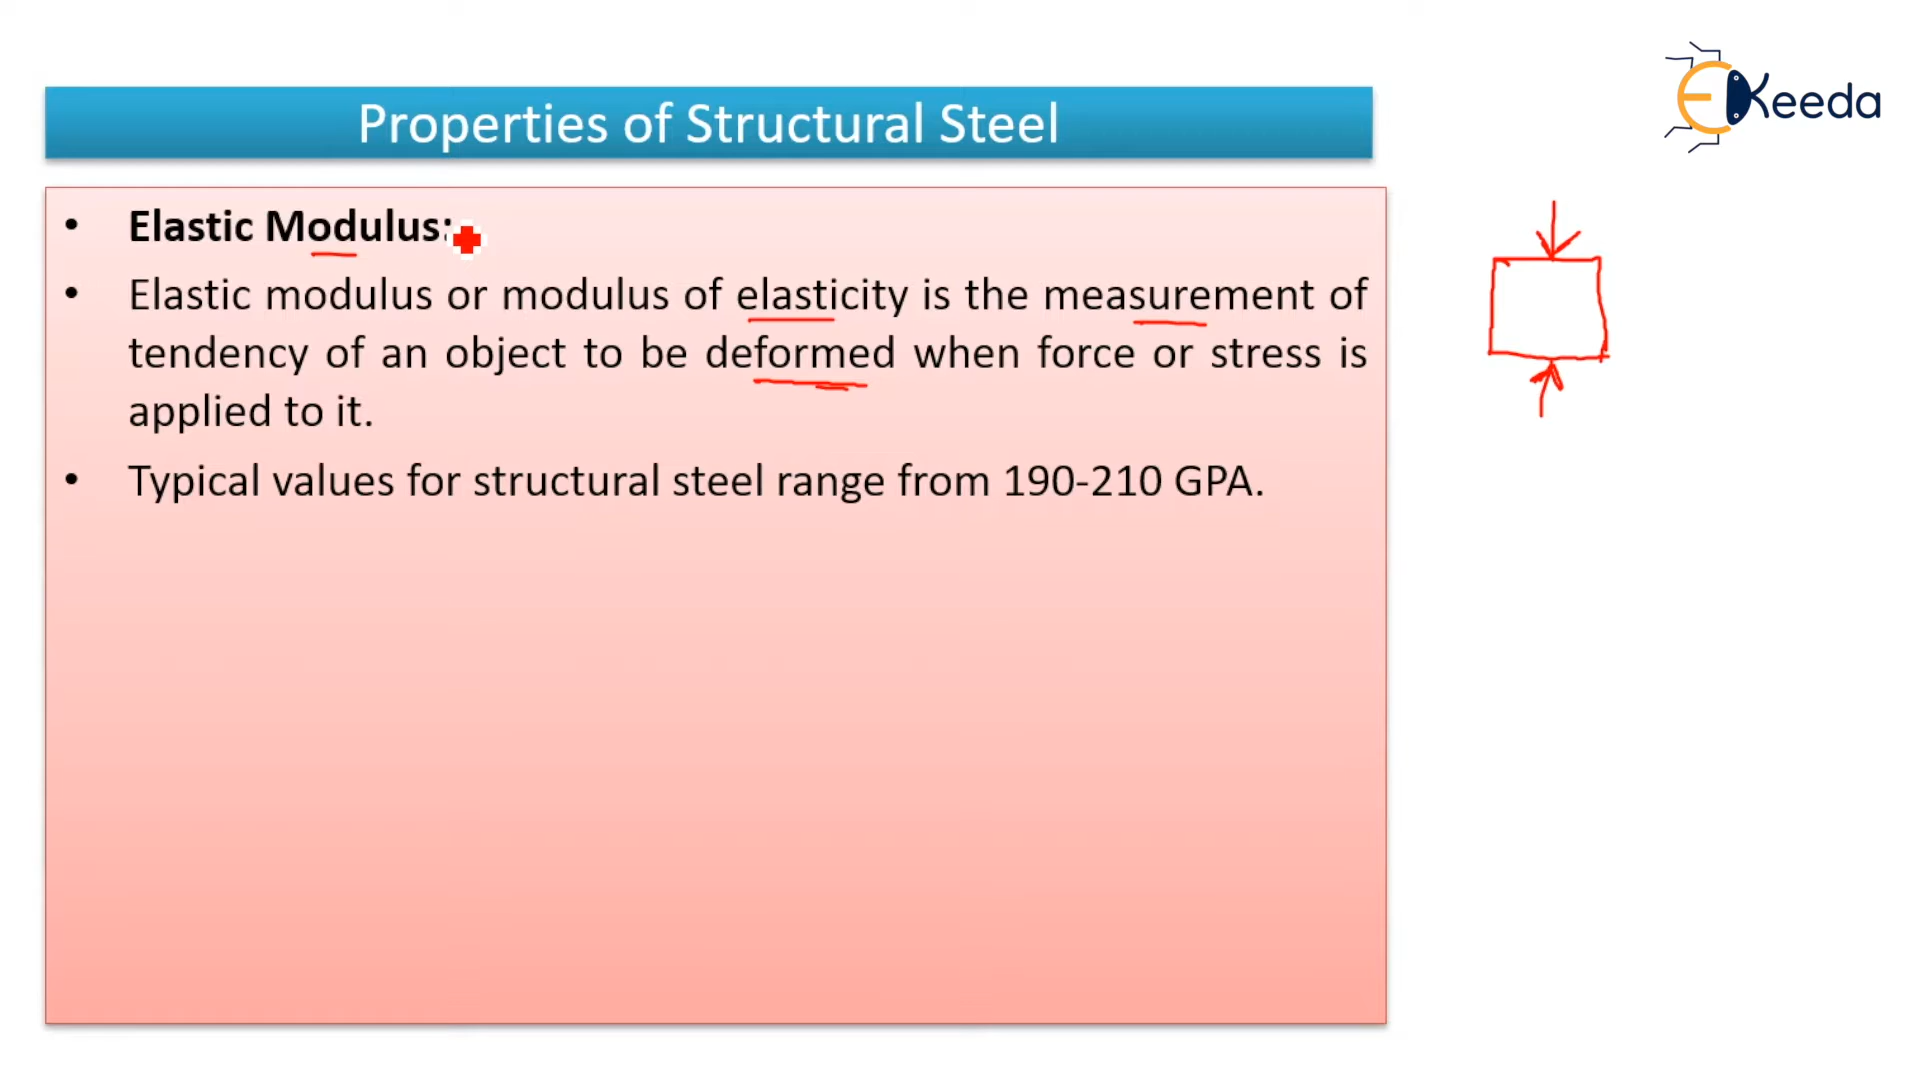 Ekeeda
Properties of Structural Steel
• Elastic Modulus:
• Elastic modulus or modulus of elasticity is the measurement of
tendency of an object to be deformed when force or stress is
applied to it.
• Typical values for structural steel range from 190-210 GPA.